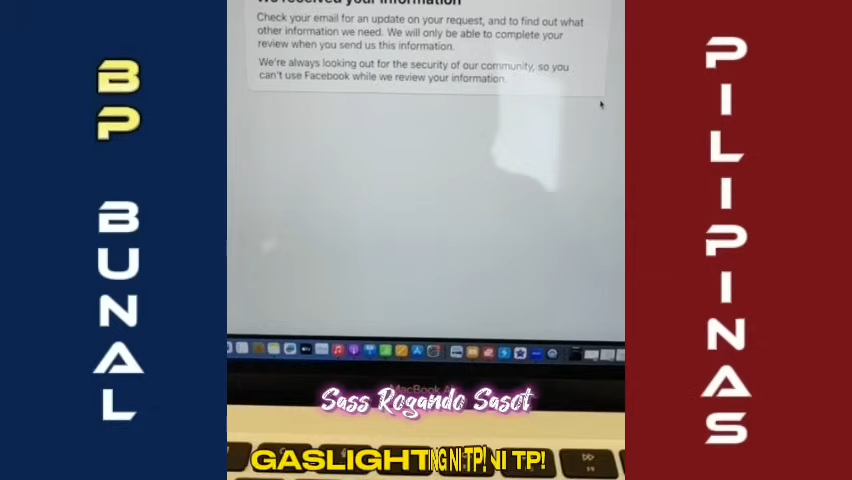 BP BUNAL
We received your information
Check your email for an update on your request, and to find out what
other information we need. We will only be able to complete your
review when you send us this information.
We're always looking out for the security of our community, so you
can't use Facebook while we review your information.
MacBook Air
Sass Rogando Sasot
GASLIGHTING NI TP!
NI TP!
PILIPINAS